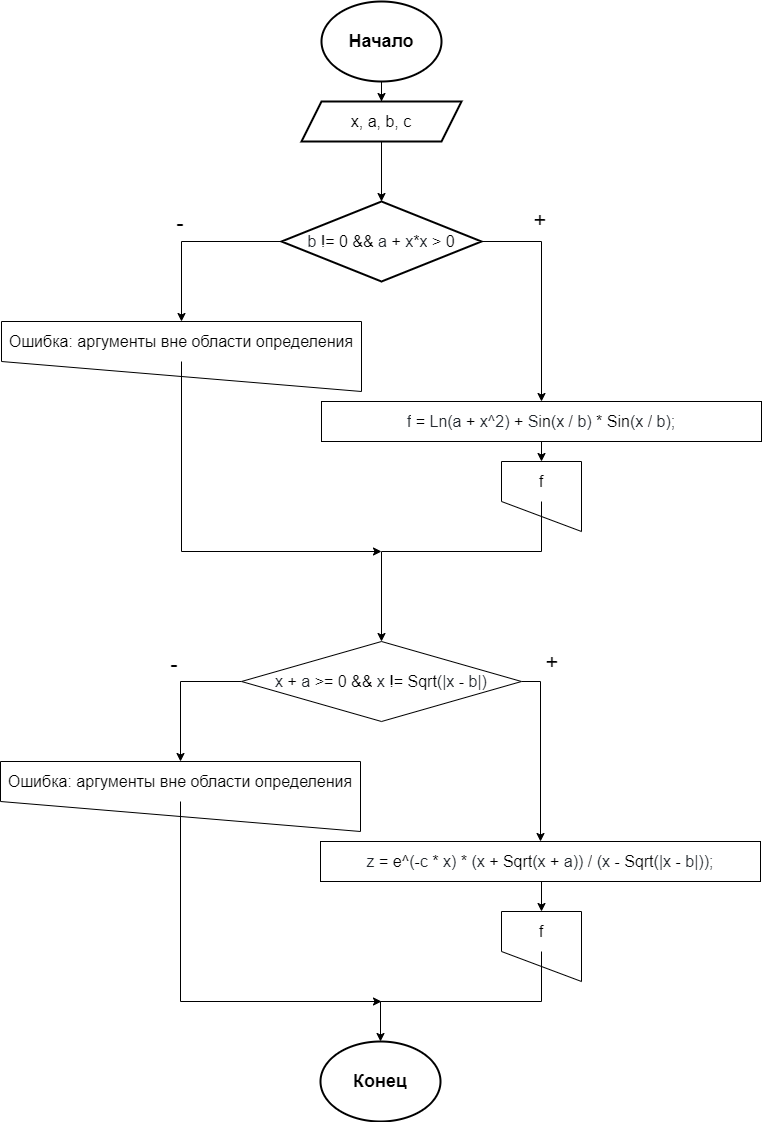 Начало
x, a, b, c
-
+
b != 0 && a + x*x > 0
Ошибка: аргументы вне области определения
f = Ln(a + x^2) + Sin(x / b) * Sin(x / b);
f
-
+
x + a >= 0 && x != Sqrt(|x - b|)
Ошибка: аргументы вне области определения
z = e^(-c * x) * (x + Sqrt(x + a)) / (x - Sqrt(|x - b|));
f
Конец